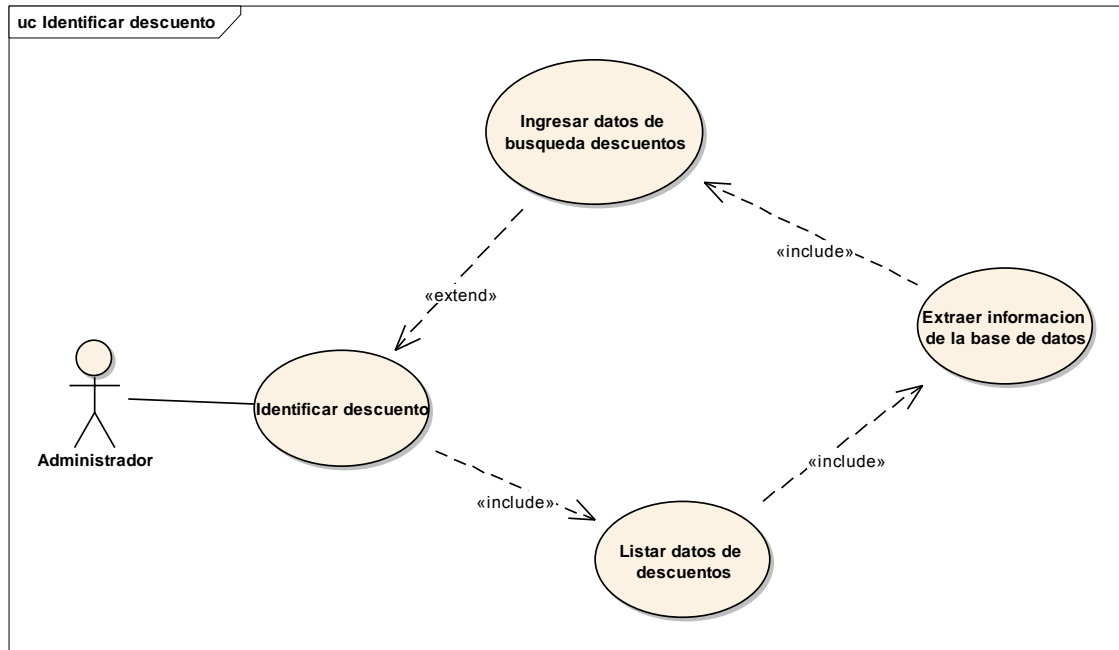 uc Identificar descuento
Ingresar datos de
busqueda descuentos
«include»
«extend»
Extraer informacion
de la base de datos
Identificar descuento
Administrador
«include»
«include»
Listar datos de
descuentos